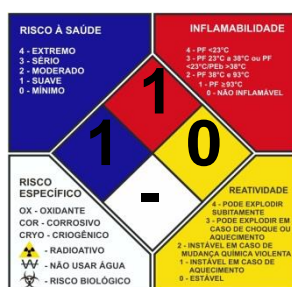 RISCO À SAÚDE
4 - EXTREMO
3 - SÉRIO
2 - MODERADO
1 - SUAVE
0 - MÍNIMO
INFLAMABILIDADE
4 - PF <23°C
3 - PF 23°C a 38°C ou PF
<23°C/PEb >38°C
2 - PF 38°C e 93°C
1 - PF ≥93°C
0 - NÃO INFLAMÁVEL
1
1
0
-
RISCO
ESPECÍFICO
OX - OXIDANTE
COR - CORROSIVO
CRYO - CRIOGÊNICO
- RADIOATIVO
W - NÃO USAR ÁGUA
- RISCO BIOLÓGICO
REATIVIDADE
4 - PODE EXPLODIR
SUBITAMENTE
3 - PODE EXPLODIR EM
CASO DE CHOQUE OU
AQUECIMENTO
2 - INSTÁVEL EM CASO DE
MUDANÇA QUÍMICA VIOLENTA
1 - INSTÁVEL EM CASO DE
AQUECIMENTO
0 - ESTÁVEL